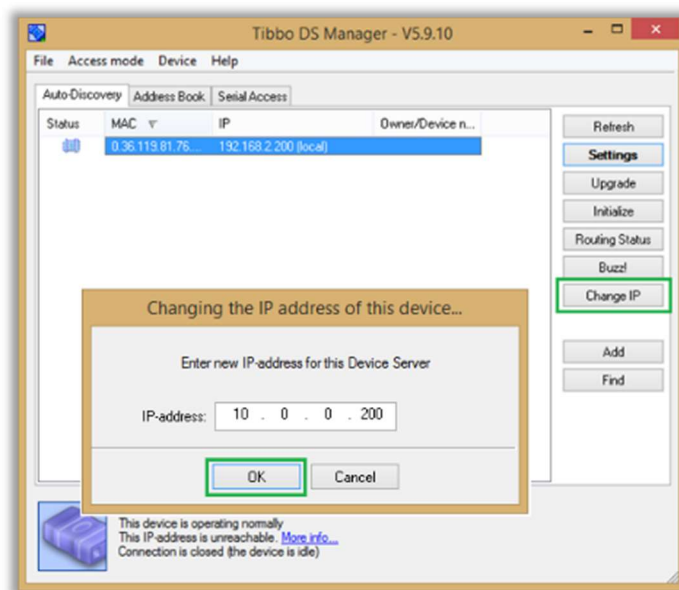 Tibbo DS Manager - V5.9.10
File Access mode Device Help
Auto-Discovery Address Book Serial Access
Status MAC IP Owner/Device n...
0.36.119.81.76.... 192.168.2.200 (local)
Refresh
Settings
Upgrade
Initialize
Routing Status
Buzz!
Change IP
Add
Find
Changing the IP address of this device...
Enter new IP-address for this Device Server
IP-address: 10 . 0 . 0 . 200
OK Cancel
This device is operating normally
This IP-address is unreachable. More info...
Connection is closed (the device is idle)